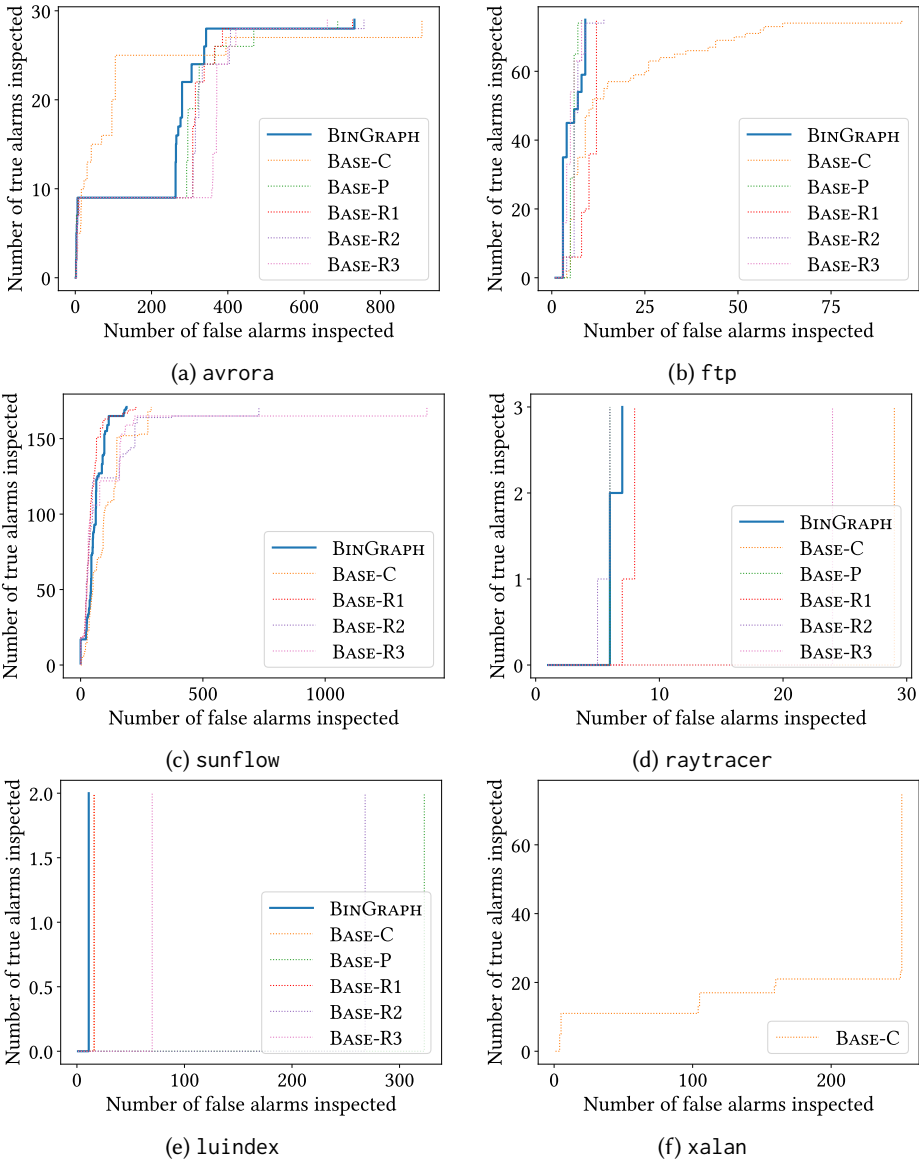 Number of true alarms inspected
30
20
10
0
BINGRAPH
BASE-C
BASE-P
BASE-R1
BASE-R2
BASE-R3
0 200 400 600 800
Number of false alarms inspected
(a) avrora
Number of true alarms inspected
60
40
20
0
BINGRAPH
BASE-C
BASE-P
BASE-R1
BASE-R2
BASE-R3
0 25 50 75
Number of false alarms inspected
(b) ftp
Number of true alarms inspected
150
100
50
0
BINGRAPH
BASE-C
BASE-R1
BASE-R2
BASE-R3
0 500 1000
Number of false alarms inspected
(c) sunflow
Number of true alarms inspected
3
2
1
0
BINGRAPH
BASE-C
BASE-P
BASE-R1
BASE-R2
BASE-R3
0 10 20 30
Number of false alarms inspected
(d) raytracer
Number of true alarms inspected
2.0
1.5
1.0
0.5
0.0
BINGRAPH
BASE-C
BASE-P
BASE-R1
BASE-R2
BASE-R3
0 100 200 300
Number of false alarms inspected
(e) luindex
Number of true alarms inspected
60
40
20
0
BASE-C
0 100 200
Number of false alarms inspected
(f) xalan